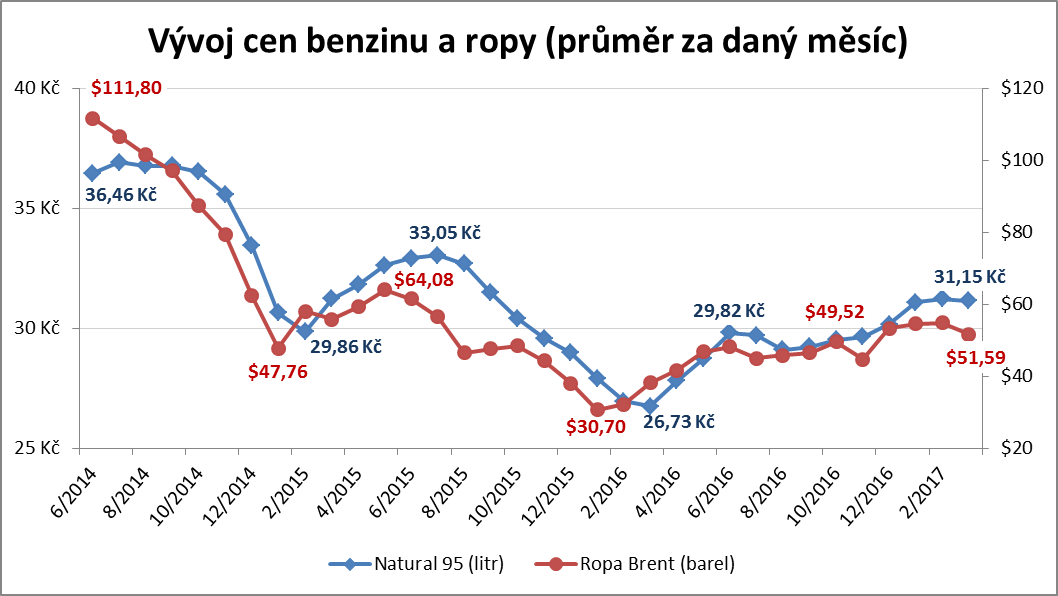 Vývoj cen benzinu a ropy (průměr za daný měsíc)
40 Kč
35 Kč
30 Kč
25 Kč
$120
$100
$80
$60
$40
$20
$111,80
36,46 Kč
$47,76
29,86 Kč
33,05 Kč
$64,08
$30,70
26,73 Kč
29,82 Kč
$49,52
31,15 Kč
$51,59
6/2014
8/2014
10/2014
12/2014
2/2015
4/2015
6/2015
8/2015
10/2015
12/2015
2/2016
4/2016
6/2016
8/2016
10/2016
12/2016
2/2017
Natural 95 (litr)
Ropa Brent (barel)